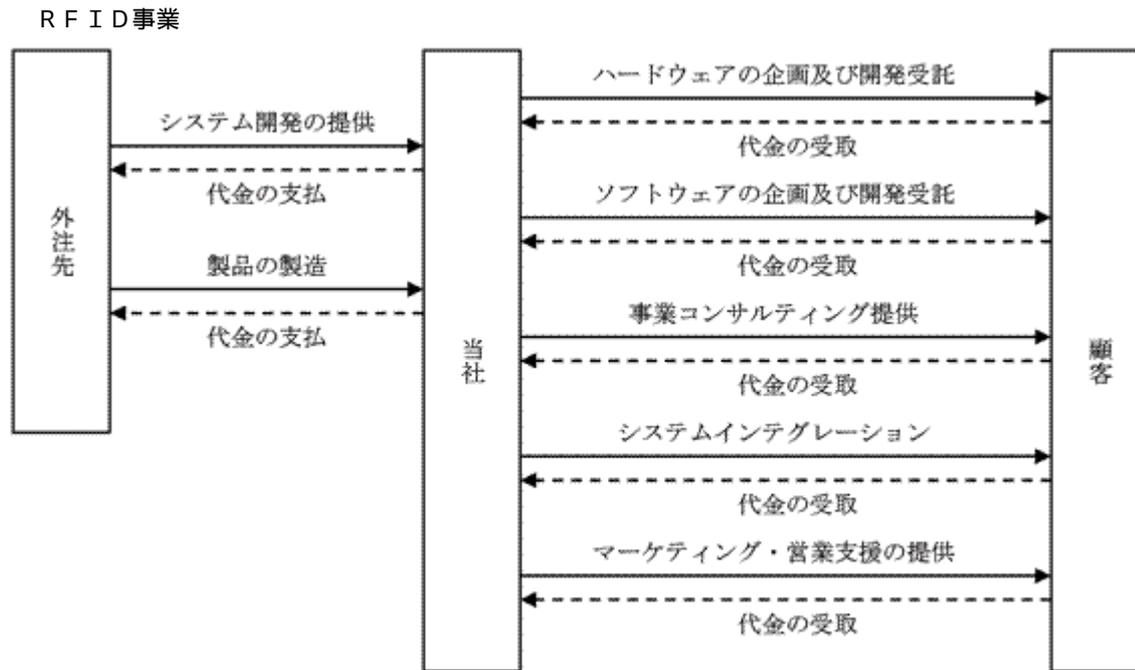 ＲＦＩＤ事業
外注先
システム開発の提供
代金の支払
製品の製造
代金の支払
当社
ハードウェアの企画及び開発受託
代金の受取
ソフトウェアの企画及び開発受託
代金の受取
事業コンサルティング提供
代金の受取
システムインテグレーション
代金の受取
マーケティング・営業支援の提供
代金の受取
顧客